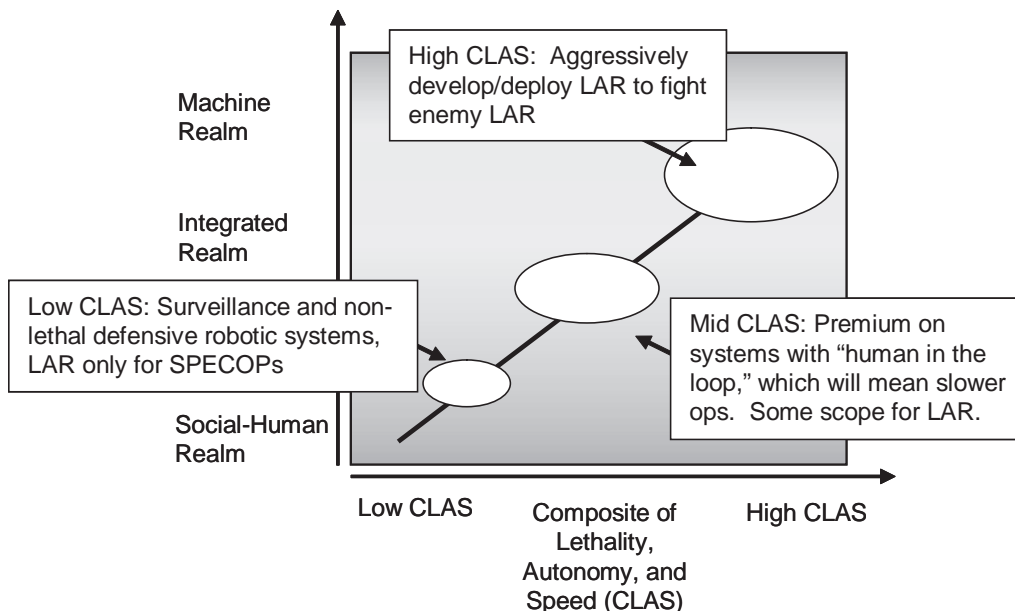 High CLAS: Aggressively
develop/deploy LAR to fight
enemy LAR
Machine
Realm
Integrated
Realm
Low CLAS: Surveillance and non-
lethal defensive robotic systems,
LAR only for SPECOPs
Mid CLAS: Premium on
systems with “human in the
loop,” which will mean slower
ops. Some scope for LAR.
Social-Human
Realm
Low CLAS
Composite of
Lethality,
Autonomy, and
Speed (CLAS)
High CLAS